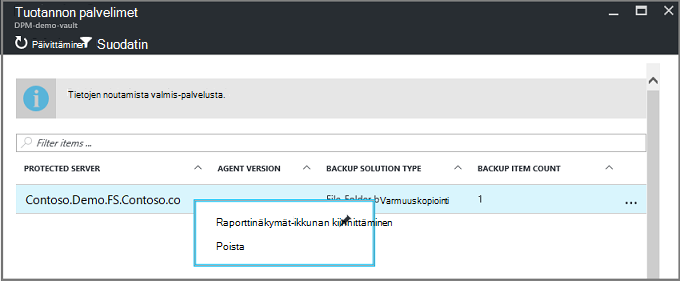 Tuotannon palvelimet
DPM-demo-vault
Päivittäminen Suodatin
Tietojen noutamista valmis-palvelusta.
Filter items ...
PROTECTED SERVER AGENT VERSION BACKUP SOLUTION TYPE BACKUP ITEM COUNT
Contoso.Demo.FS.Contoso.co File-Folder b Varmuuskopiointi 1 ...
Raporttinäkymät-ikkunan kiinnittäminen
Poista